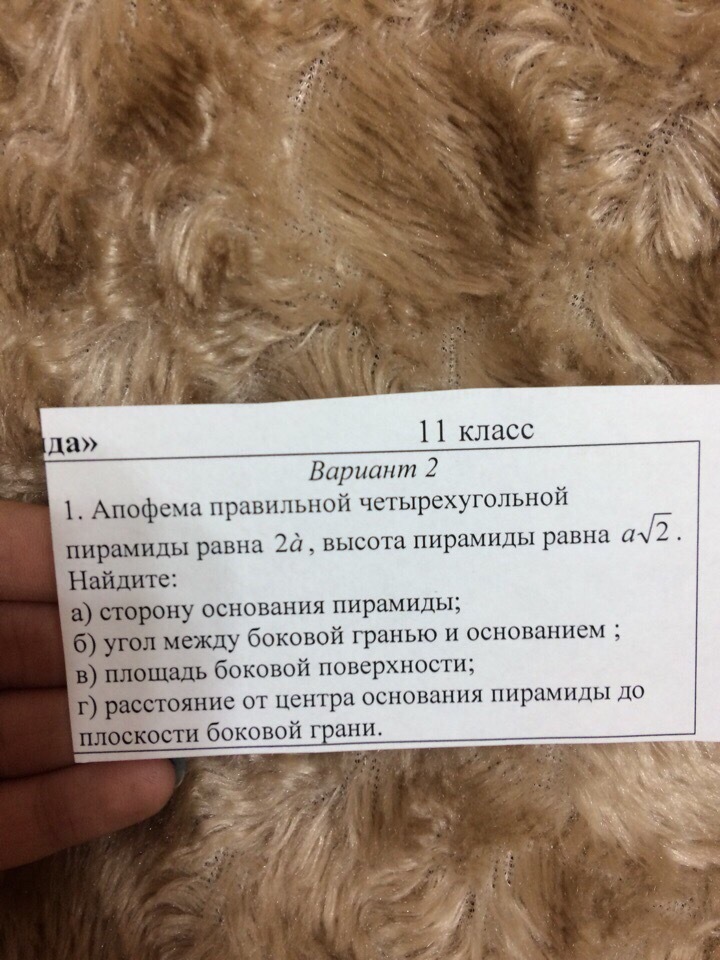 да»
11 класс
Вариант 2
1. Апофема правильной четырехугольной
пирамиды равна 2à, высота пирамиды равна a√2.
Найдите:
а) сторону основания пирамиды;
б) угол между боковой гранью и основанием ;
в) площадь боковой поверхности;
г) расстояние от центра основания пирамиды до
плоскости боковой грани.